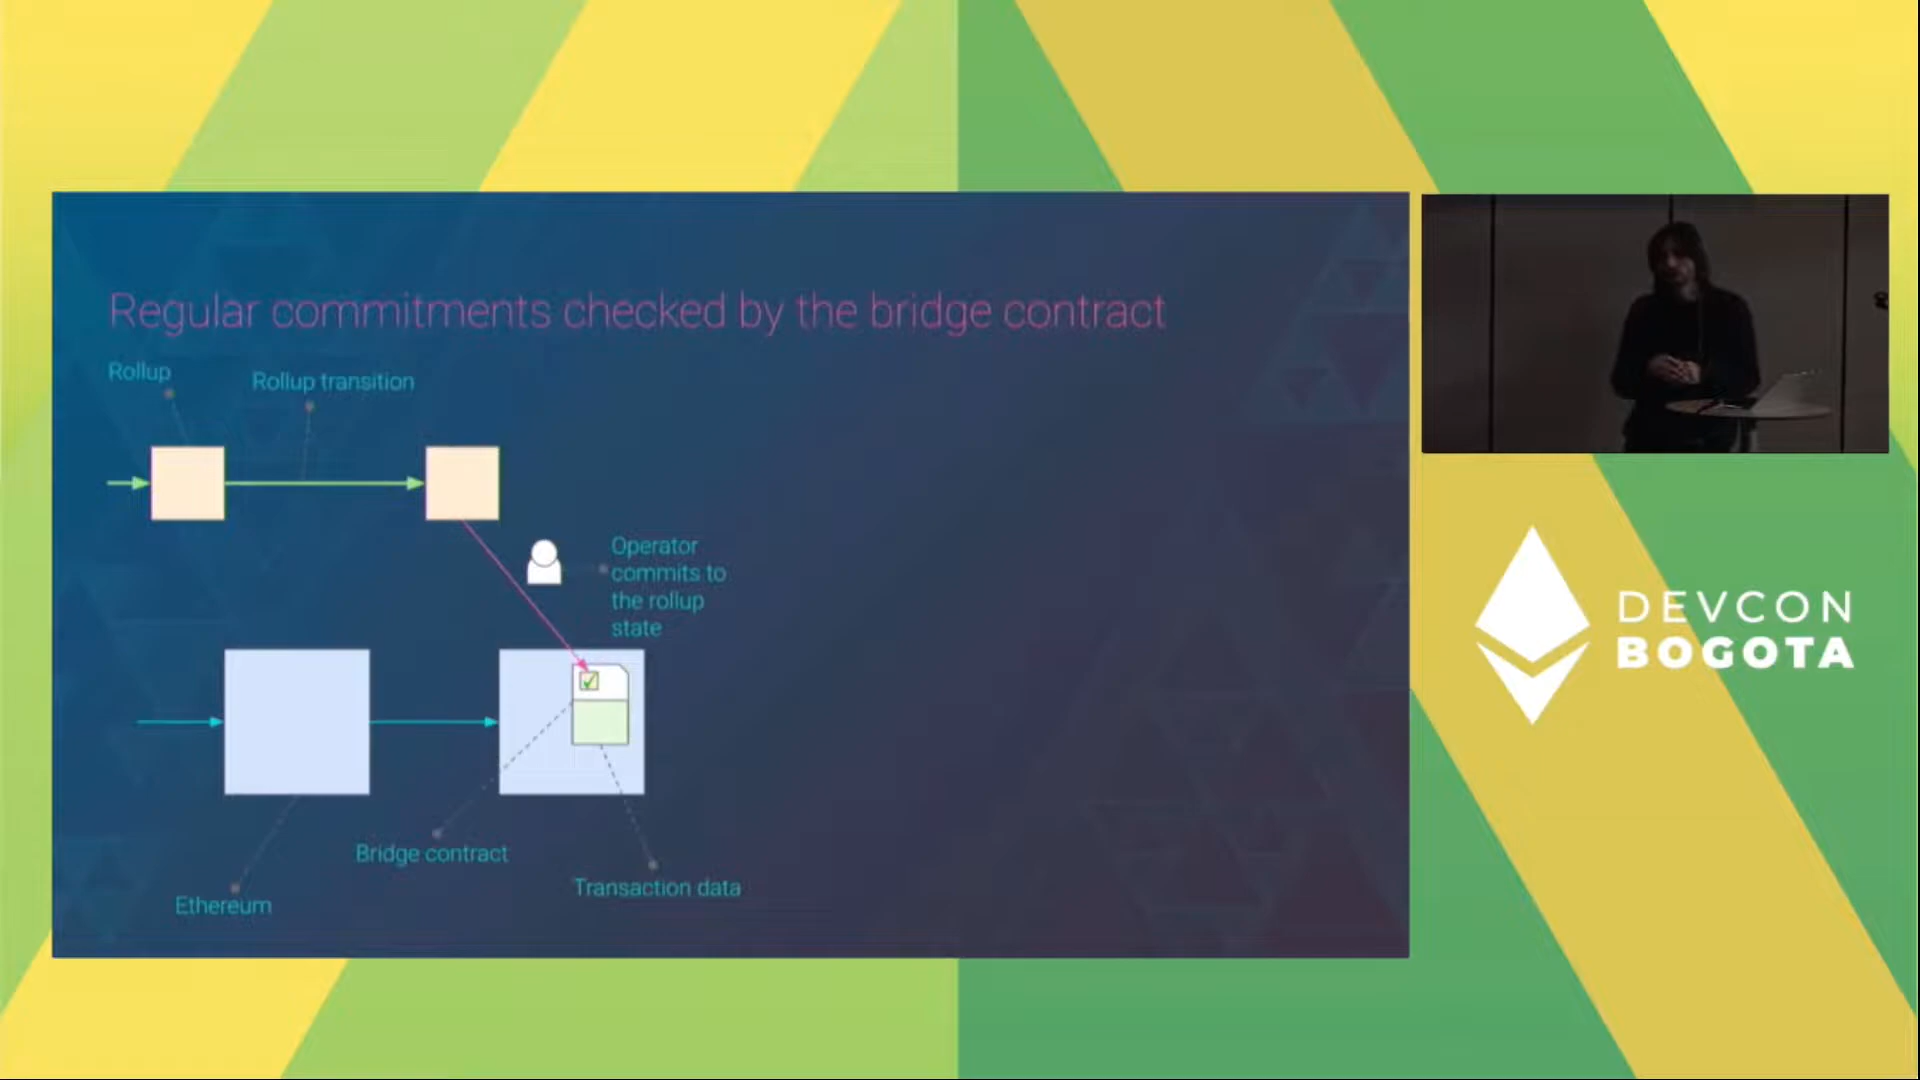 Regular commitments checked by the bridge contract
Rollup
Rollup transition
Operator
commits to
the rollup
state
Bridge contract
Transaction data
Ethereum
DEVCON
BOGOTA